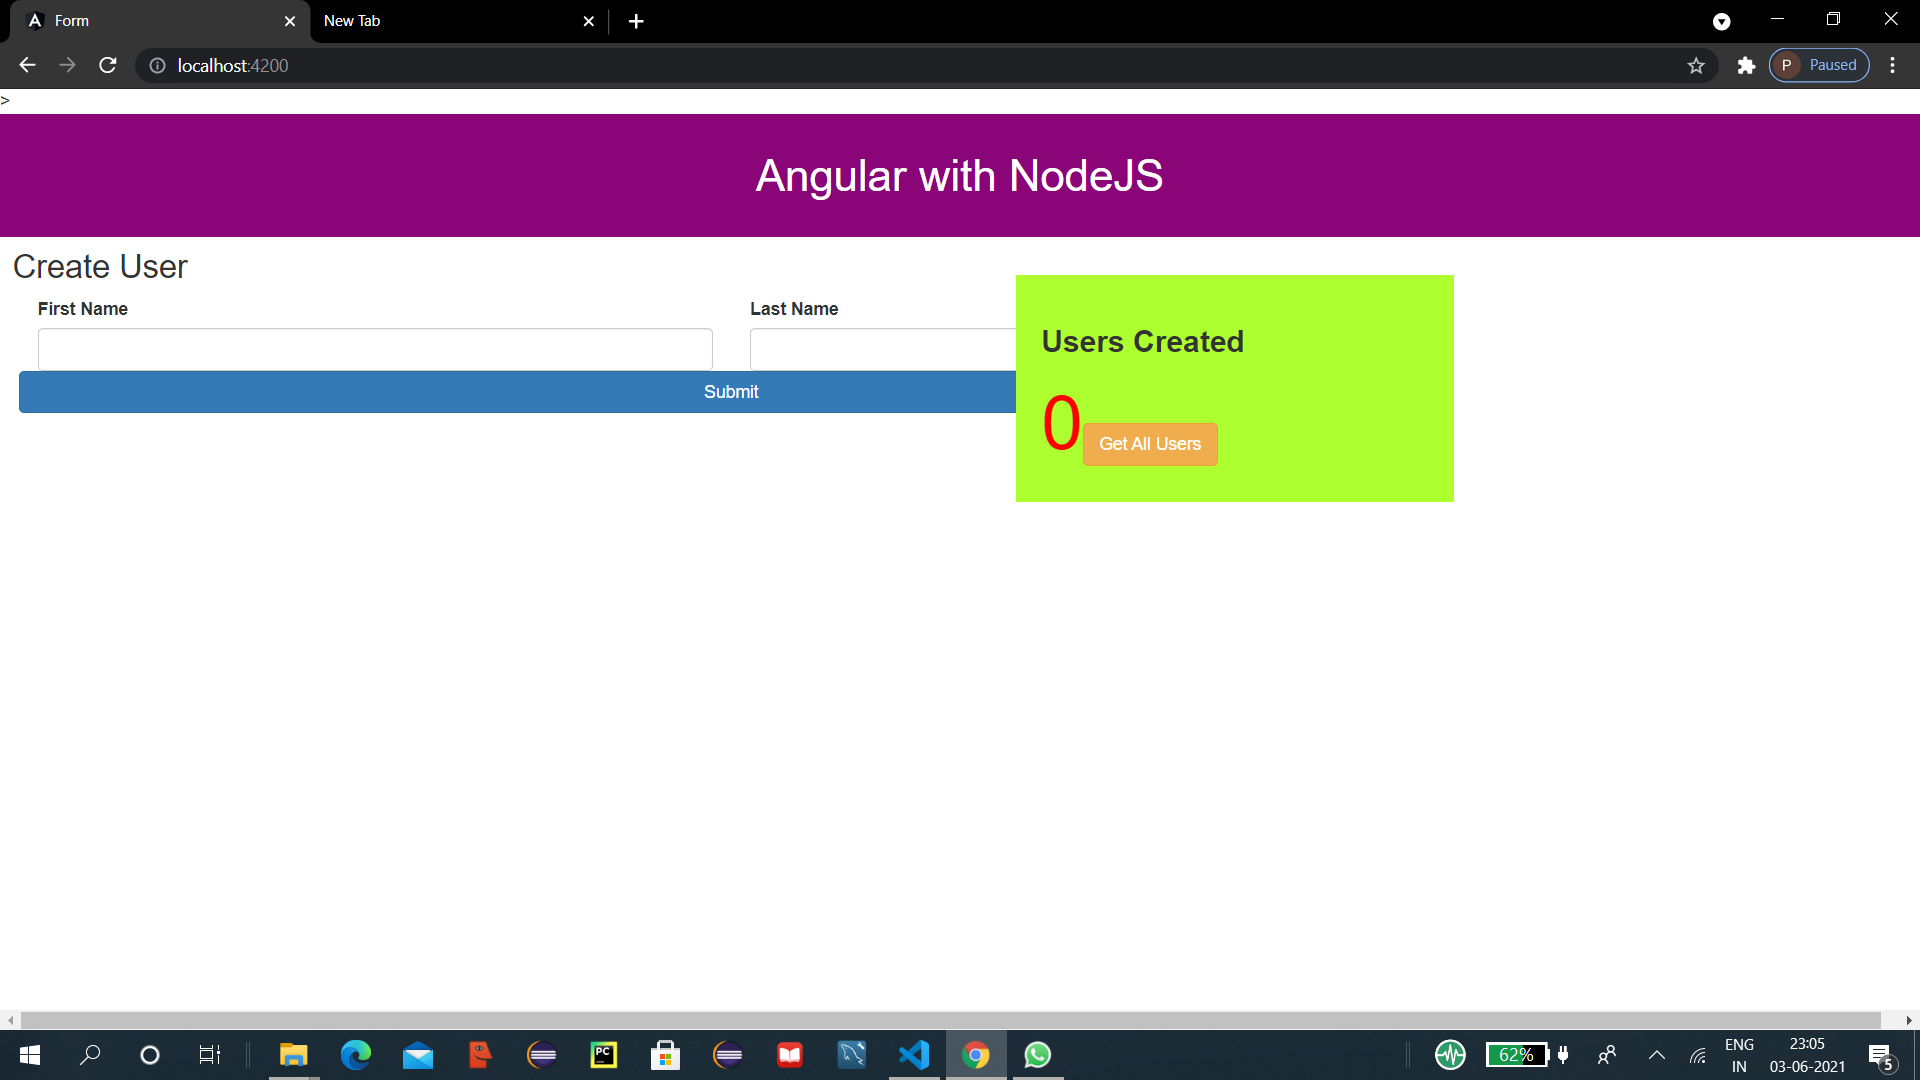 Form
New Tab
localhost:4200
P Paused
>
Angular with NodeJS
Create User
First Name
Last Name
Submit
Users Created
0
Get All Users
PC
62%
ENG
IN
23:05
03-06-2021
5